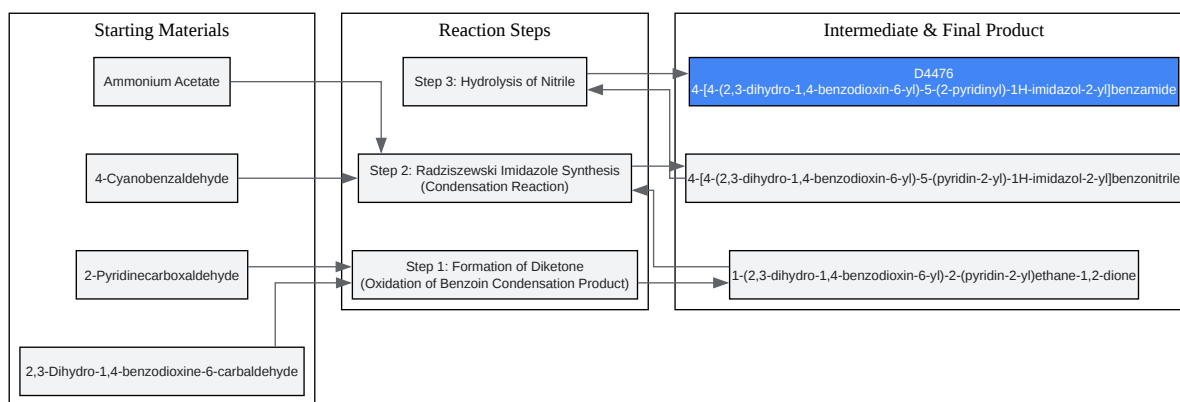 Starting Materials
Reaction Steps
Intermediate & Final Product
Ammonium Acetate
Step 3: Hydrolysis of Nitrile
D4476
4-[4-(2,3-dihydro-1,4-benzodioxin-6-yl)-5-(2-pyridinyl)-1H-imidazol-2-yl]benzamide
4-Cyanobenzaldehyde
Step 2: Radziszewski Imidazole Synthesis
(Condensation Reaction)
4-[4-(2,3-dihydro-1,4-benzodioxin-6-yl)-5-(pyridin-2-yl)-1H-imidazol-2-yl]benzonitrile
2-Pyridinecarboxaldehyde
Step 1: Formation of Diketone
(Oxidation of Benzoin Condensation Product)
1-(2,3-dihydro-1,4-benzodioxin-6-yl)-2-(pyridin-2-yl)ethane-1,2-dione
2,3-Dihydro-1,4-benzodioxine-6-carbaldehyde